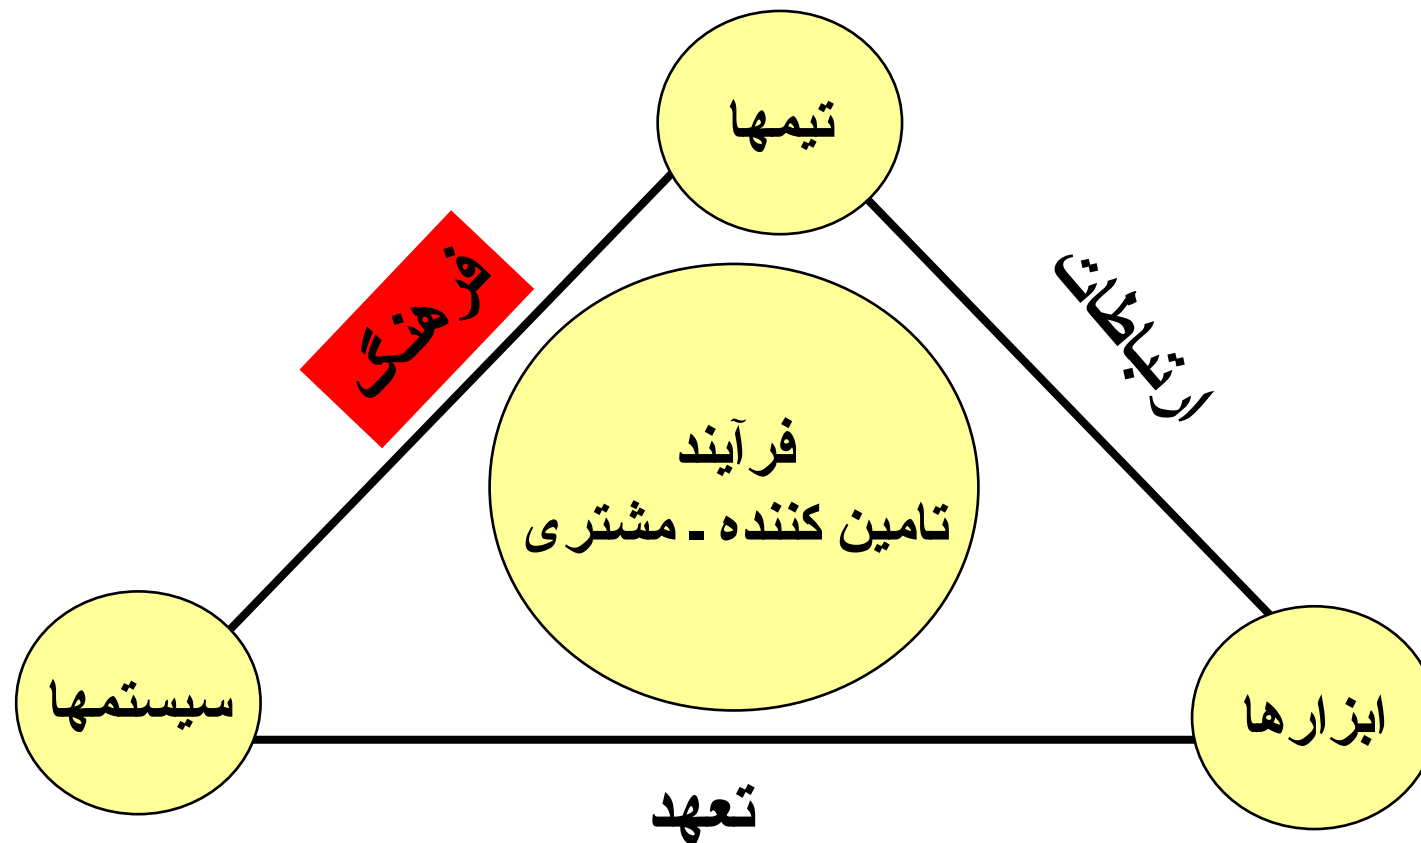 تیمها
فرهنگ
ارتباطات
فرآیند
تامین کننده - مشتری
سیستمها
ابزارها
تعهد